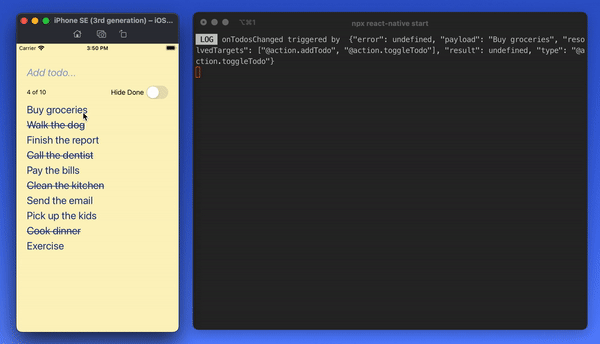 iPhone SE (3rd generation) – iOS...
Carrier
3:50 PM
Add todo...
4 of 10
Hide Done
Buy groceries
Walk the dog
Finish the report
Call the dentist
Pay the bills
Clean the kitchen
Send the email
Pick up the kids
Cook dinner
Exercise
⌥⌘1
npx react-native start
LOG onTodosChanged triggered by {"error": undefined, "payload": "Buy groceries", "reso
lvedTargets": ["@action.addTodo", "@action.toggleTodo"], "result": undefined, "type": "@a
ction.toggleTodo"}